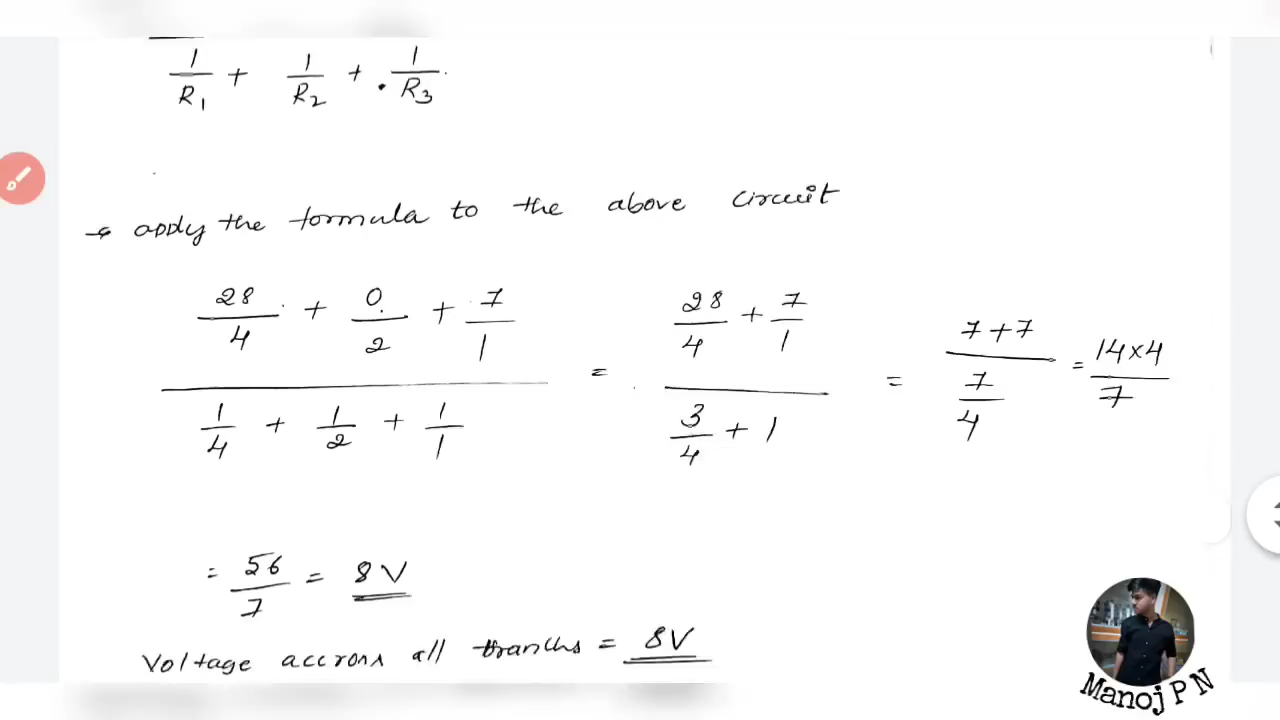 1/R1 + 1/R2 + 1/R3
→ apply the formula to the above circuit
(28/4 + 0/2 + 7/1) / (1/4 + 1/2 + 1/1) = (28/4 + 7/1) / (3/4 + 1) = (7+7) / (7/4) = 14×4/7
= 56/7 = 8V
Voltage accross all branchs = 8V
Manoj P N